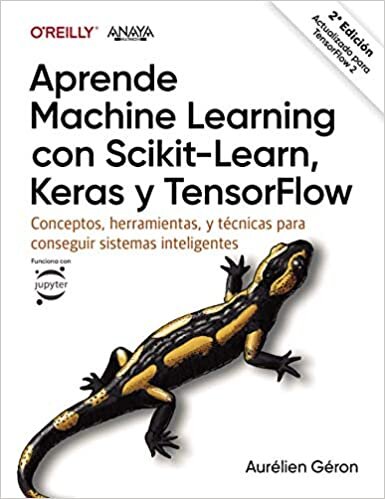 O'REILLY® ANAYA
MULTIMEDIA
2ª Edición
Actualizado para
TensorFlow 2
Aprende
Machine Learning
con Scikit-Learn,
Keras y TensorFlow
Conceptos, herramientas, y técnicas para
conseguir sistemas inteligentes
Funciona con
jupyter
Aurélien Géron